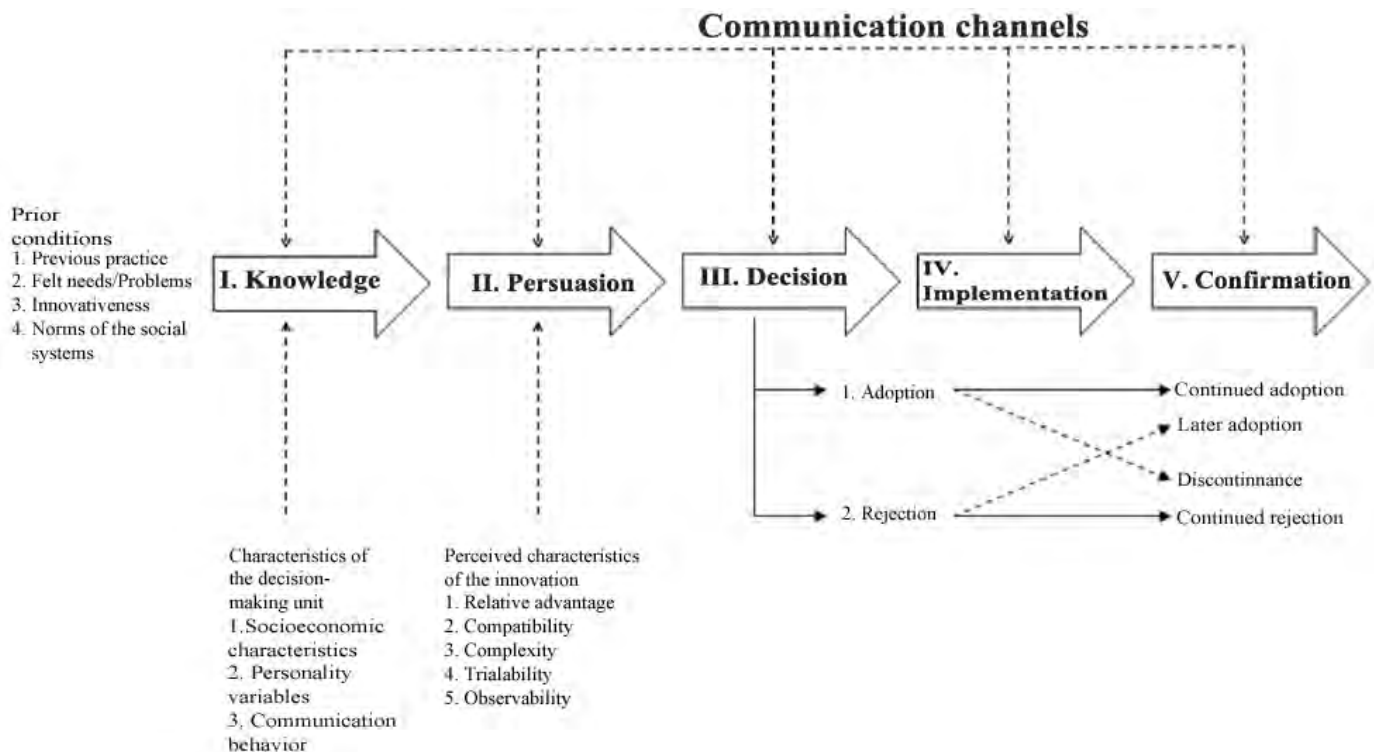 Communication channels
Prior
conditions
1. Previous practice
2. Felt needs/Problems
3. Innovativeness
4. Norms of the social
systems
I. Knowledge
II. Persuasion
III. Decision
IV.
Implementation
V. Confirmation
1. Adoption
Continued adoption
Later adoption
Discontinnance
2. Rejection
Continued rejection
Characteristics of
the decision-
making unit
1.Socioeconomic
characteristics
2. Personality
variables
3, Communication
behavior
Perceived characteristics
of the innovation
1. Relative advantage
2. Compatibility
3. Complexity
4. Trialability
5. Observability